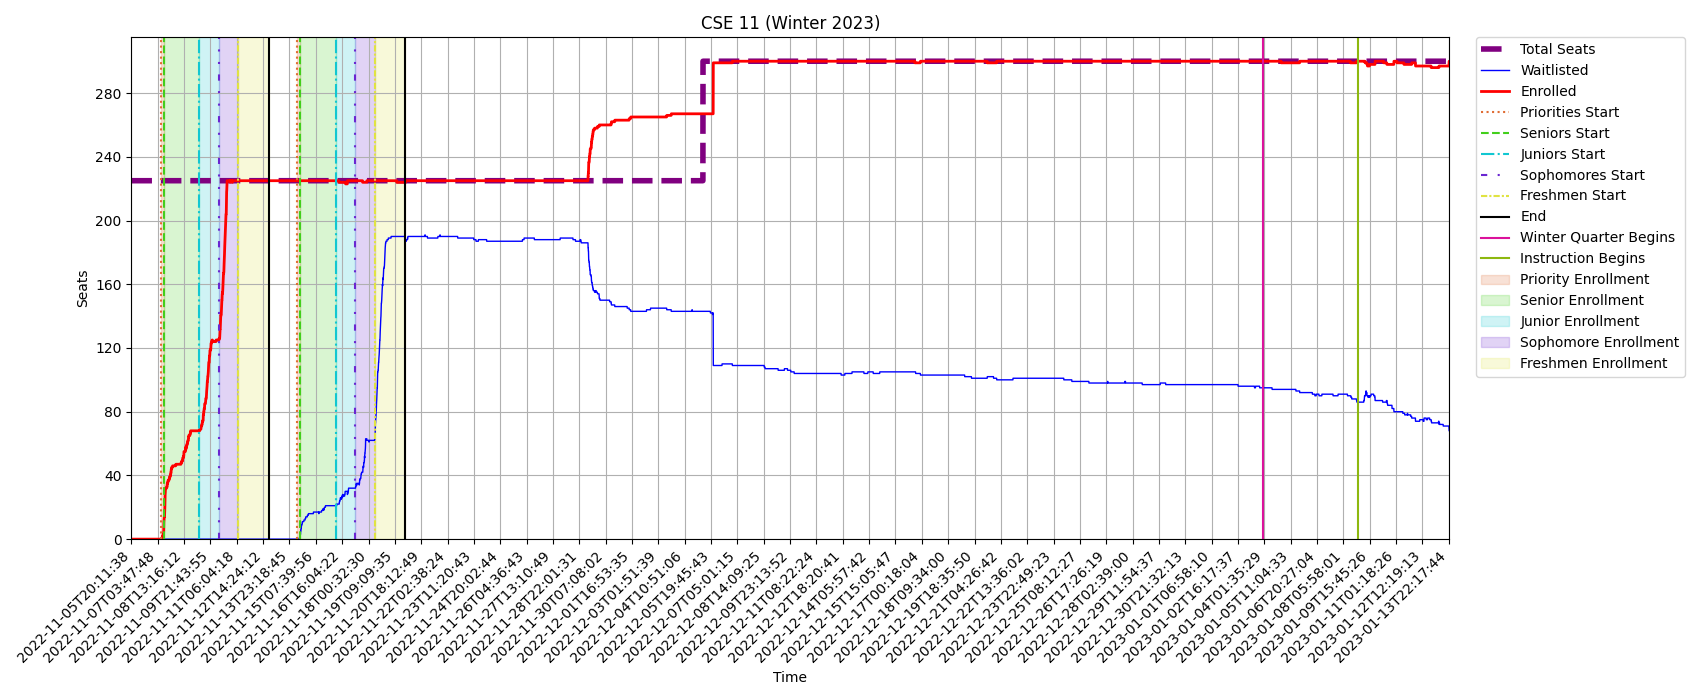 CSE 11 (Winter 2023)
Seats
280
240
200
160
120
80
40
0
2022-11-05T20:11:38
2022-11-07T03:47:48
2022-11-08T13:16:12
2022-11-09T21:43:55
2022-11-11T06:04:18
2022-11-12T14:24:12
2022-11-13T23:18:45
2022-11-15T07:39:56
2022-11-16T16:04:22
2022-11-18T00:32:30
2022-11-19T09:09:35
2022-11-20T18:12:49
2022-11-22T02:38:24
2022-11-23T11:20:43
2022-11-24T20:02:44
2022-11-26T04:36:43
2022-11-27T13:10:49
2022-11-28T22:01:31
2022-11-30T07:08:02
2022-12-01T16:53:35
2022-12-03T01:51:39
2022-12-04T10:51:06
2022-12-05T19:45:43
2022-12-07T05:01:15
2022-12-08T14:09:25
2022-12-09T23:13:52
2022-12-11T08:22:24
2022-12-12T18:20:41
2022-12-14T05:57:42
2022-12-15T15:05:47
2022-12-17T00:18:04
2022-12-18T09:34:00
2022-12-19T18:35:50
2022-12-21T04:26:42
2022-12-22T13:36:02
2022-12-23T22:49:23
2022-12-25T08:12:27
2022-12-26T17:26:19
2022-12-28T02:39:00
2022-12-29T11:54:37
2022-12-30T21:32:13
2023-01-01T06:58:10
2023-01-02T16:17:37
2023-01-04T01:35:29
2023-01-05T11:04:33
2023-01-06T20:27:04
2023-01-08T05:58:01
2023-01-09T15:45:26
2023-01-11T01:18:26
2023-01-12T12:19:13
2023-01-13T22:17:44
Time
Total Seats
Waitlisted
Enrolled
Priorities Start
Seniors Start
Juniors Start
Sophomores Start
Freshmen Start
End
Winter Quarter Begins
Instruction Begins
Priority Enrollment
Senior Enrollment
Junior Enrollment
Sophomore Enrollment
Freshmen Enrollment